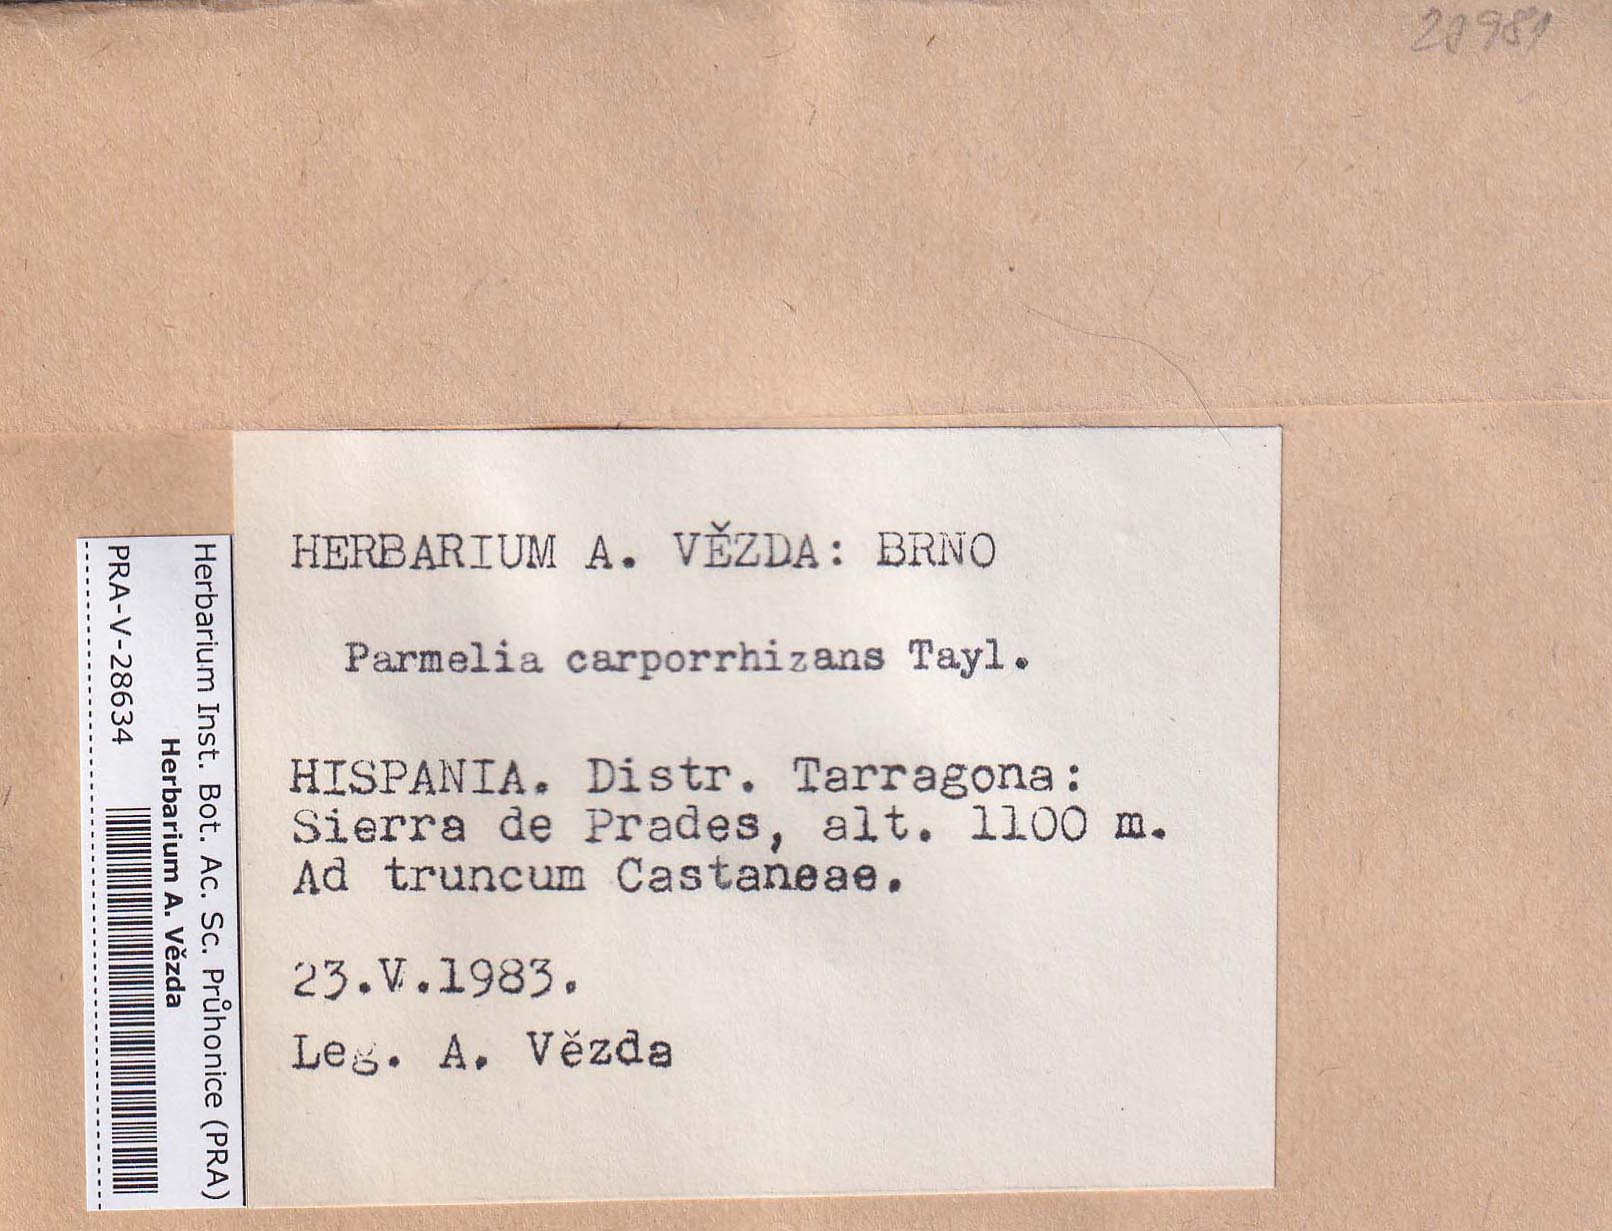 HERBARIUM A. VĚZDA: BRNO
Parmelia carporrhizans Tayl.
HISPANIA. Distr. Tarragona:
Sierra de Prades, alt. 1100 m.
Ad truncum Castaneae.
23.V.1983.
Leg. A. Vězda
Herbarium Inst. Bot. Ac. Sc. Průhonice (PRA)
Herbarium A. Vězda
PRA-V-28634